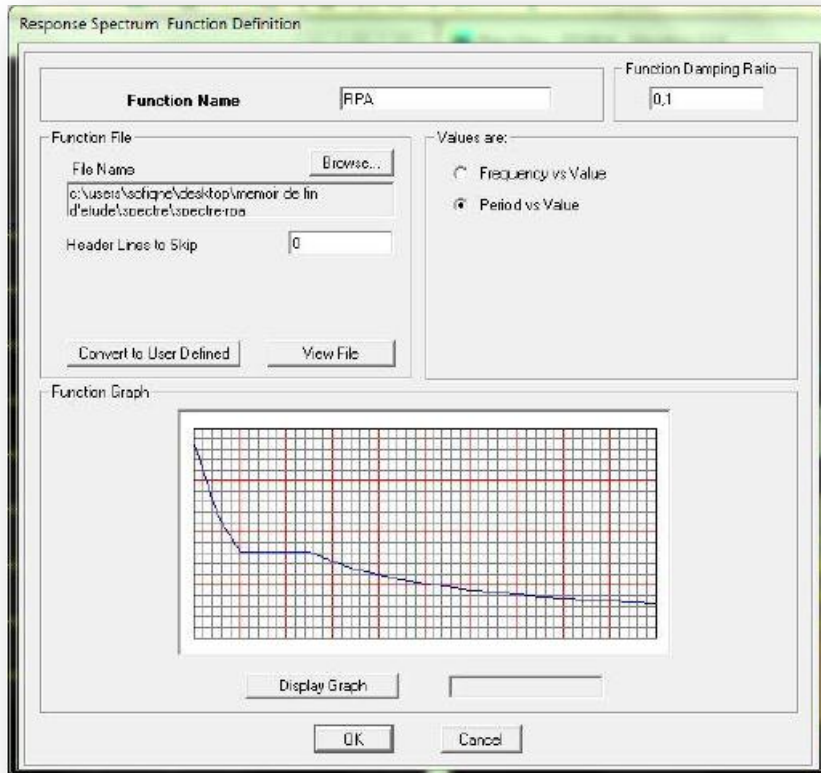 Response Spectrum Function Definition
Function Name
RPA
Function Damping Ratio
0,1
Function File
File Name
Browse...
c:\users\sofigne\desktop\memoir de fin
d'etude\spectre\spectre-rpa
Header Lines to Skip
0
Convert to User Defined
View File
Values are:
Frequency vs Value
Period vs Value
Function Graph
Display Graph
OK
Cancel